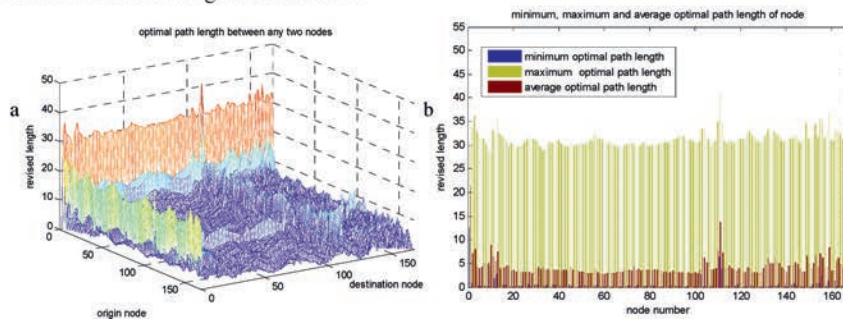 optimal path length between any two nodes
a
50
40
30
20
10
0
revised length
0
50
100
150
origin node
0
50
100
150
destination node
minimum, maximum and average optimal path length of node
b
55
50
45
40
35
30
25
20
15
10
5
0
revised length
minimum optimal path length
maximum optimal path length
average optimal path length
0 20 40 60 80 100 120 140 160
node number